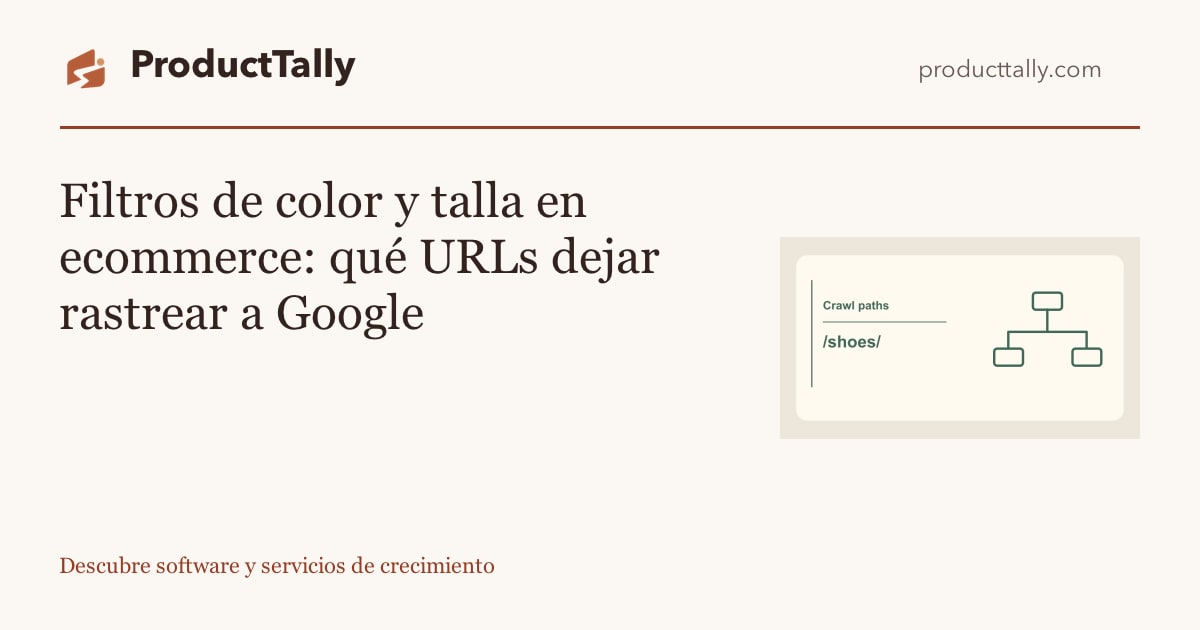 ProductTally
producttally.com
Filtros de color y talla en
ecommerce: qué URLs dejar
rastrear a Google
Crawl paths
/shoes/
Descubre software y servicios de crecimiento